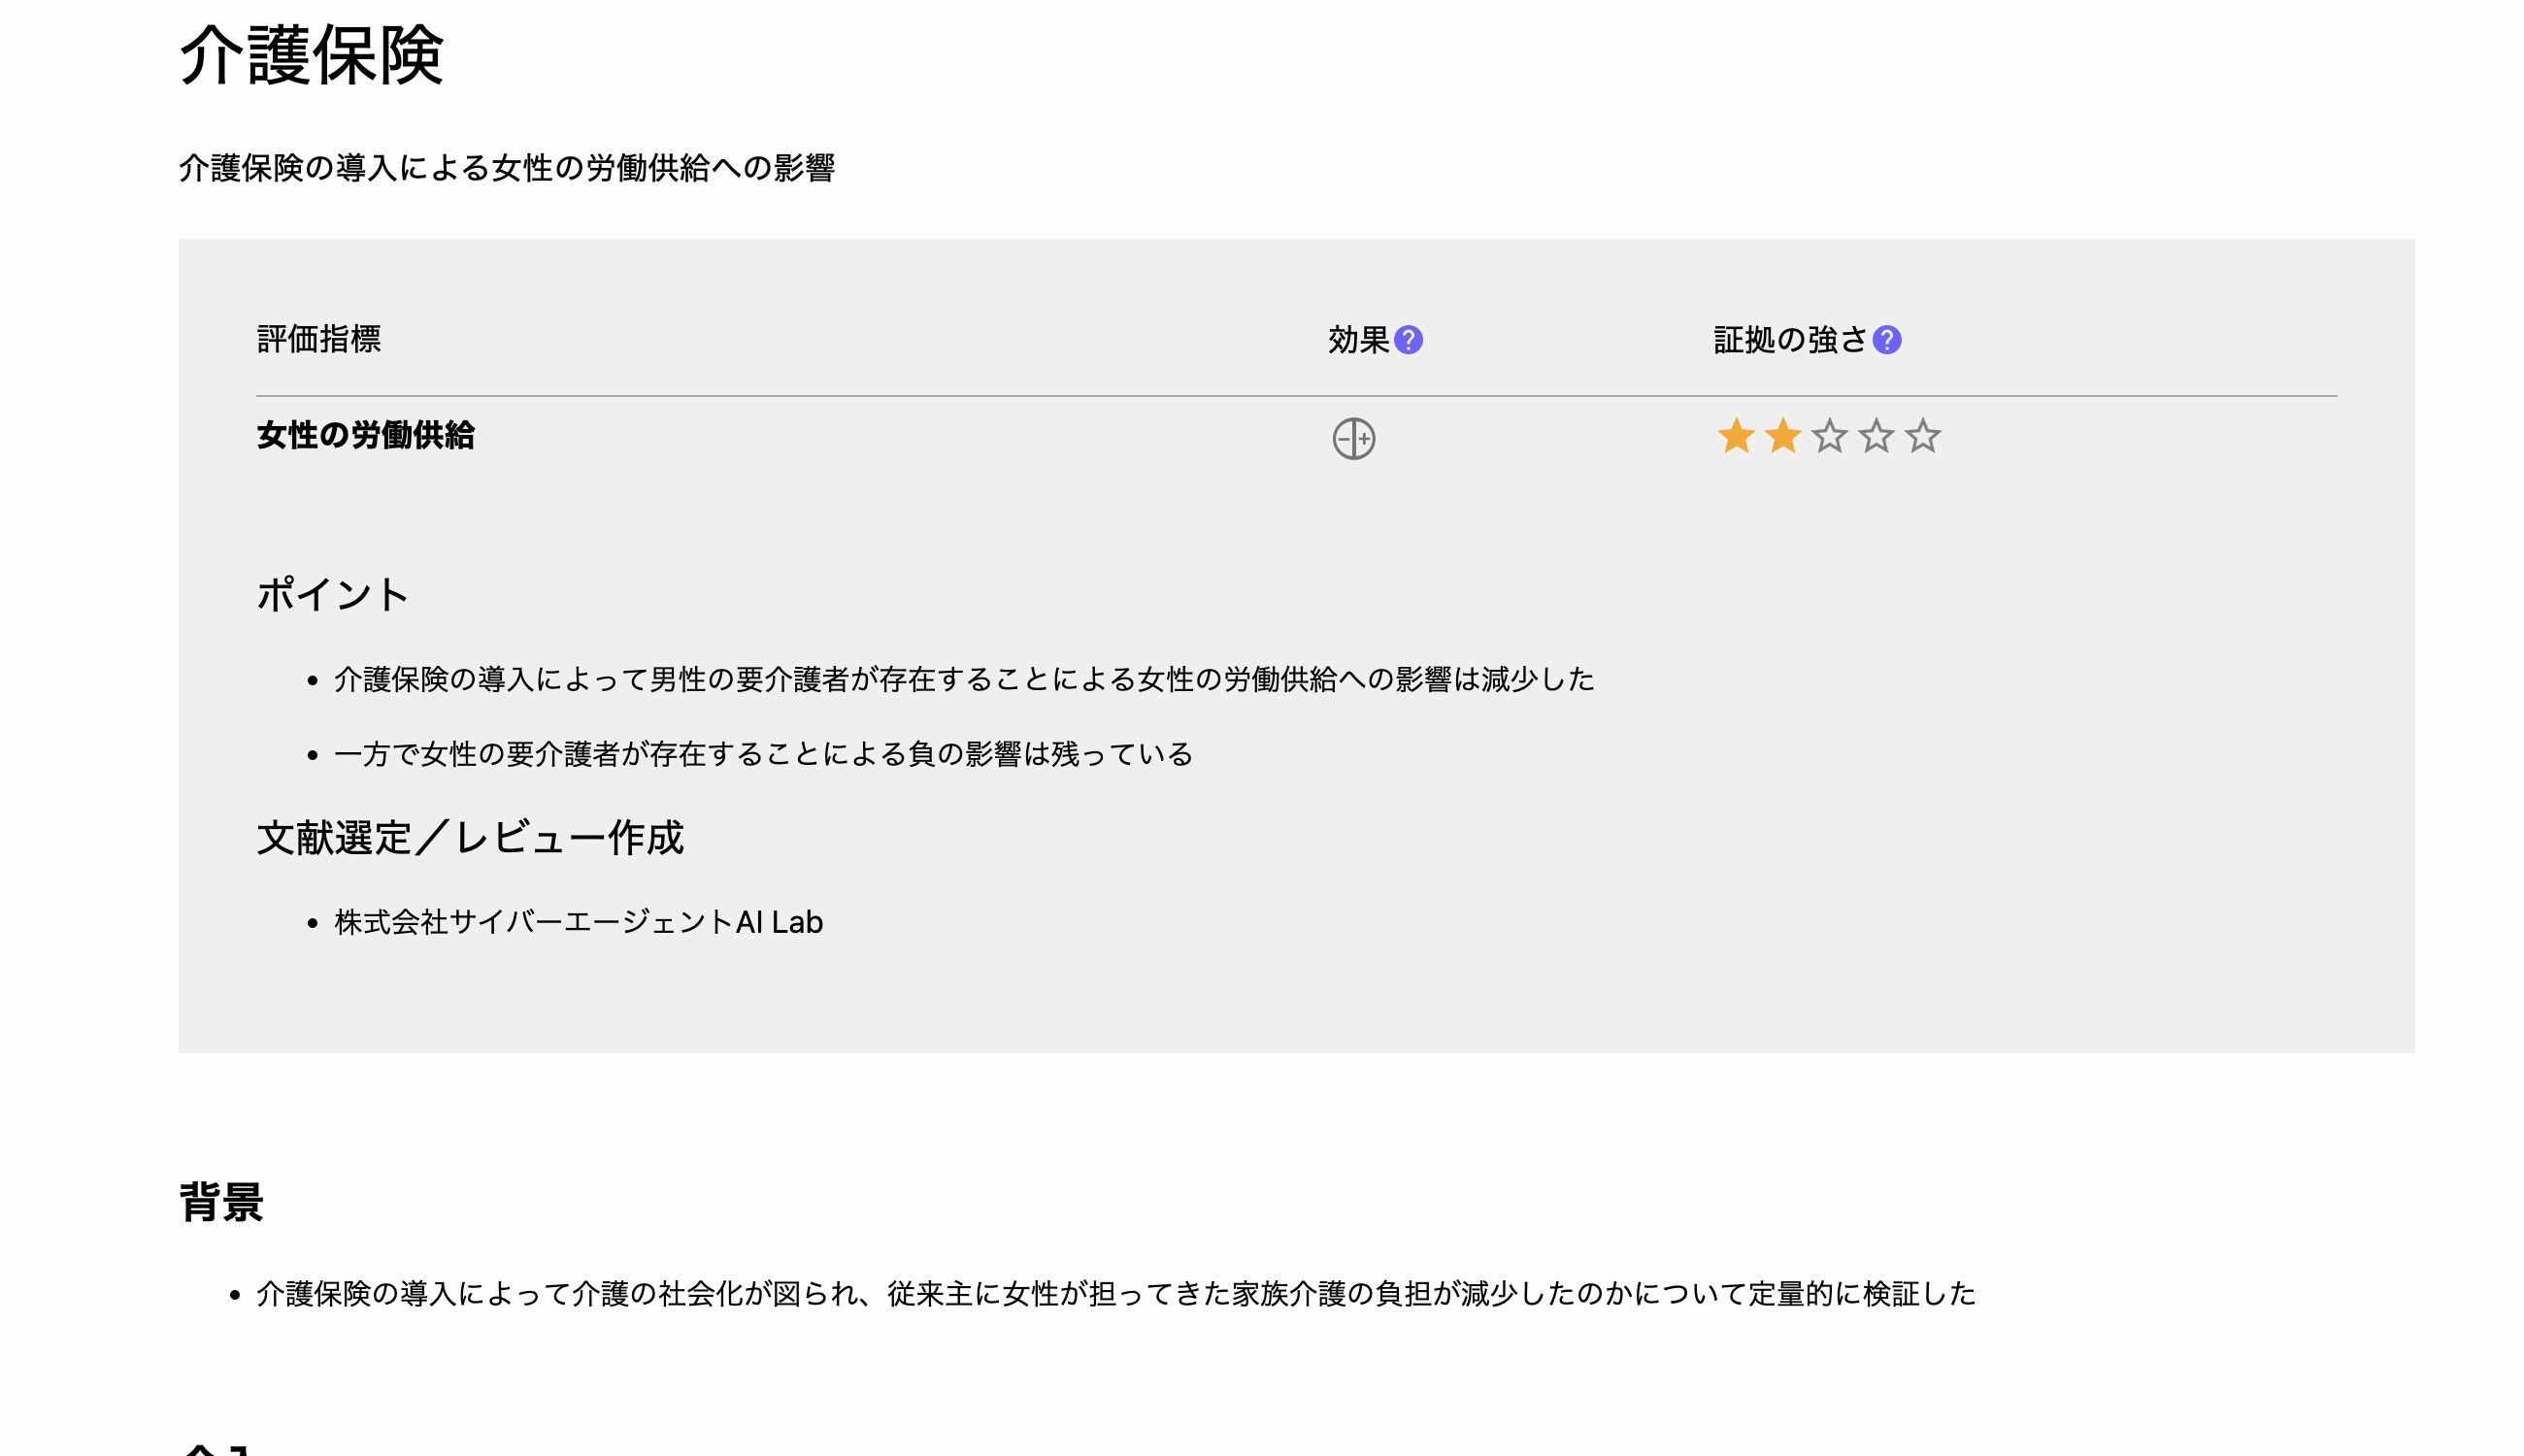 介護保険
介護保険の導入による女性の労働供給への影響
評価指標 効果? 証拠の強さ?
女性の労働供給
ポイント
介護保険の導入によって男性の要介護者が存在することによる女性の労働供給への影響は減少した
一方で女性の要介護者が存在することによる負の影響は残っている
文献選定／レビュー作成
株式会社サイバーエージェントAI Lab
背景
介護保険の導入によって介護の社会化が図られ、従来主に女性が担ってきた家族介護の負担が減少したのかについて定量的に検証した